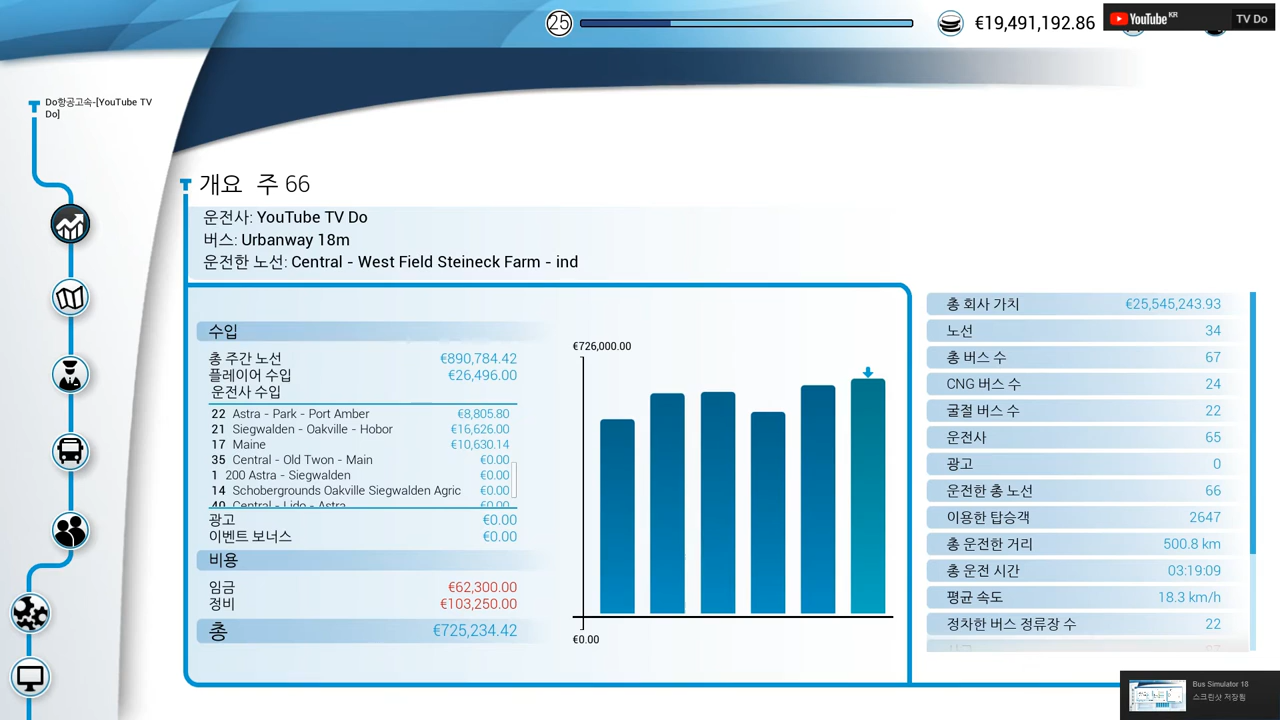 25
€19,491,192.86
YouTube KR
TV Do
Do항공고속-[YouTube TV
Do]
개요 주 66
운전사: YouTube TV Do
버스: Urbanway 18m
운전한 노선: Central - West Field Steineck Farm - ind
수입
총 주간 노선 €890,784.42
플레이어 수입 €26,496.00
운전사 수입
22 Astra - Park - Port Amber €8,805.80
21 Siegwalden - Oakville - Hobor €16,626.00
17 Maine €10,630.14
35 Central - Old Twon - Main €0.00
1 200 Astra - Siegwalden €0.00
14 Schobergrounds Oakville Siegwalden Agric €0.00
40 Central - Lido - Astra €0.00
광고 €0.00
이벤트 보너스 €0.00
비용
임금 €62,300.00
정비 €103,250.00
총 €725,234.42
€726,000.00
€0.00
총 회사 가치 €25,545,243.93
노선 34
총 버스 수 67
CNG 버스 수 24
굴절 버스 수 22
운전사 65
광고 0
운전한 총 노선 66
이용한 탑승객 2647
총 운전한 거리 500.8 km
총 운전 시간 03:19:09
평균 속도 18.3 km/h
정차한 버스 정류장 수 22
Bus Simulator 18
스크린샷 저장됨